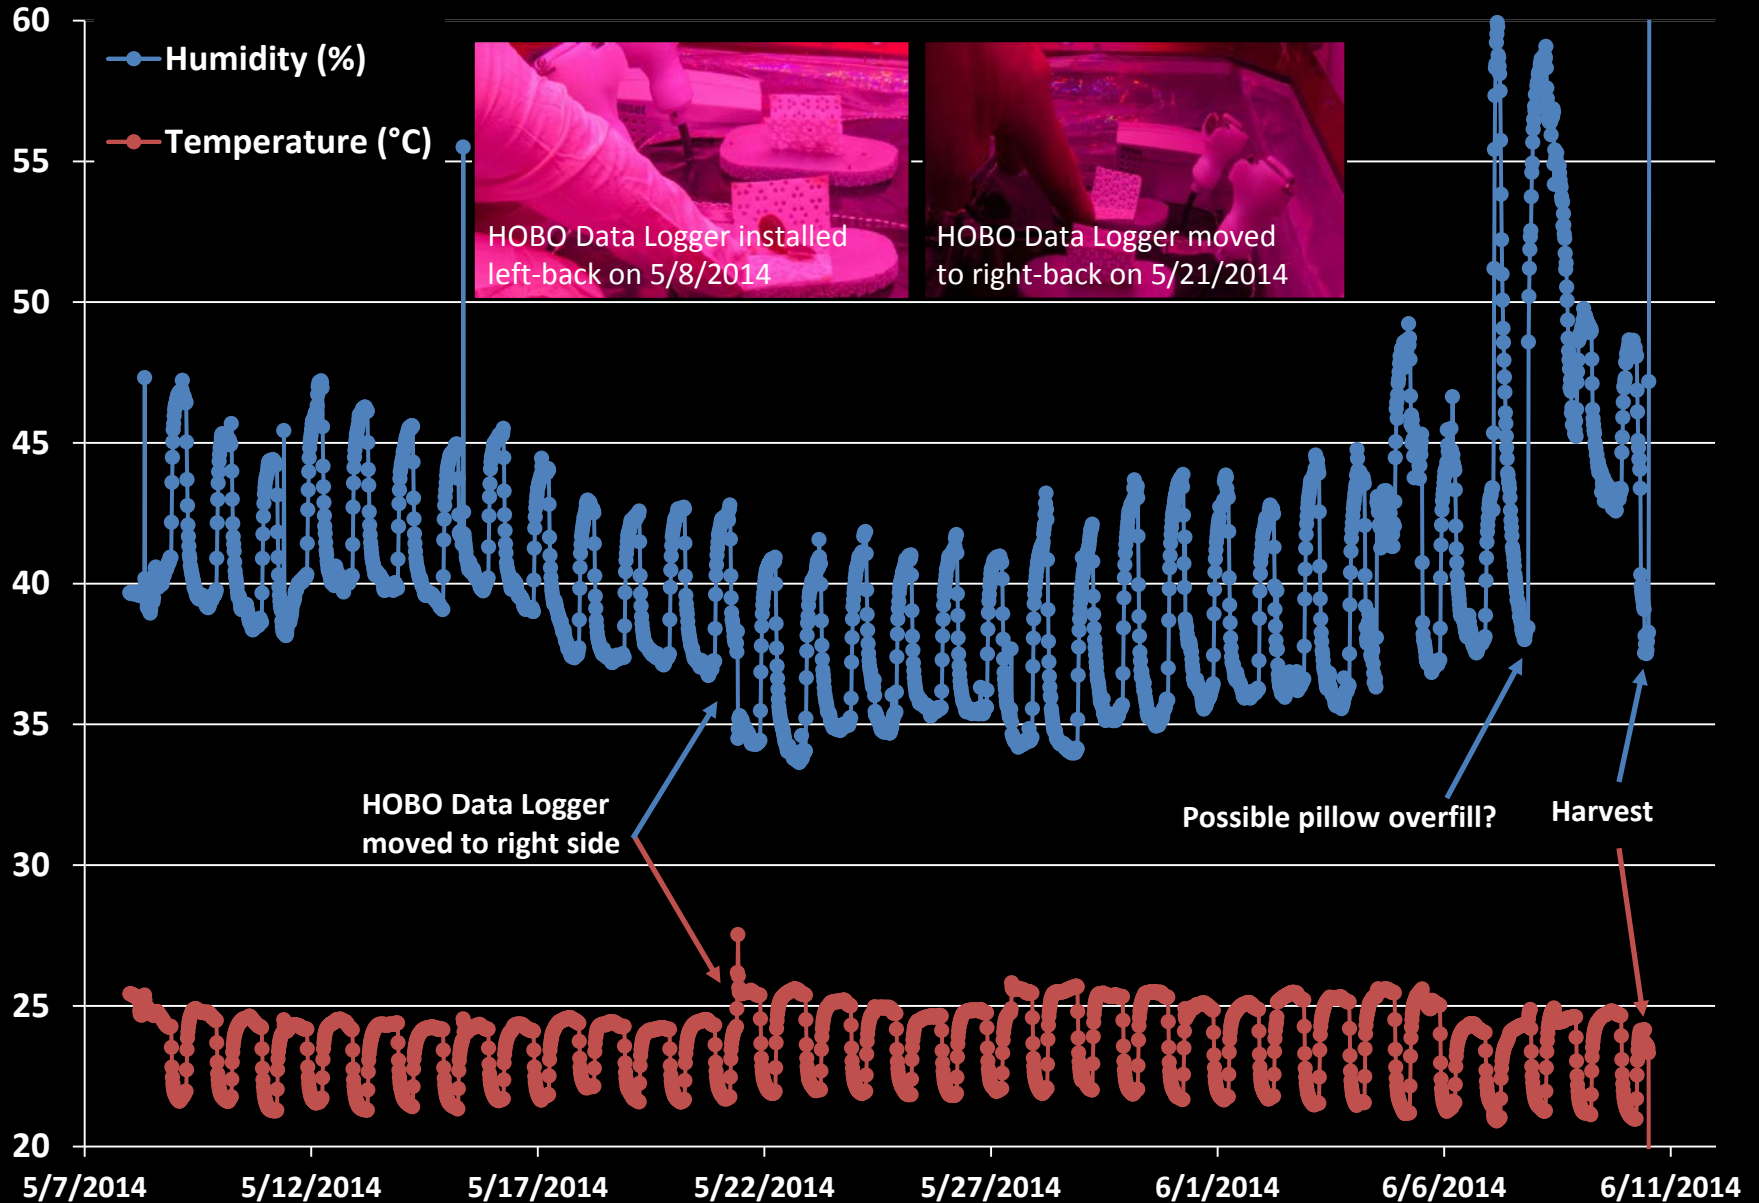 60
55
50
45
40
35
30
25
20
Humidity (%)
Temperature (°C)
HOBO Data Logger installed
left-back on 5/8/2014
HOBO Data Logger moved
to right-back on 5/21/2014
HOBO Data Logger
moved to right side
Possible pillow overfill?
Harvest
5/7/2014
5/12/2014
5/17/2014
5/22/2014
5/27/2014
6/1/2014
6/6/2014
6/11/2014